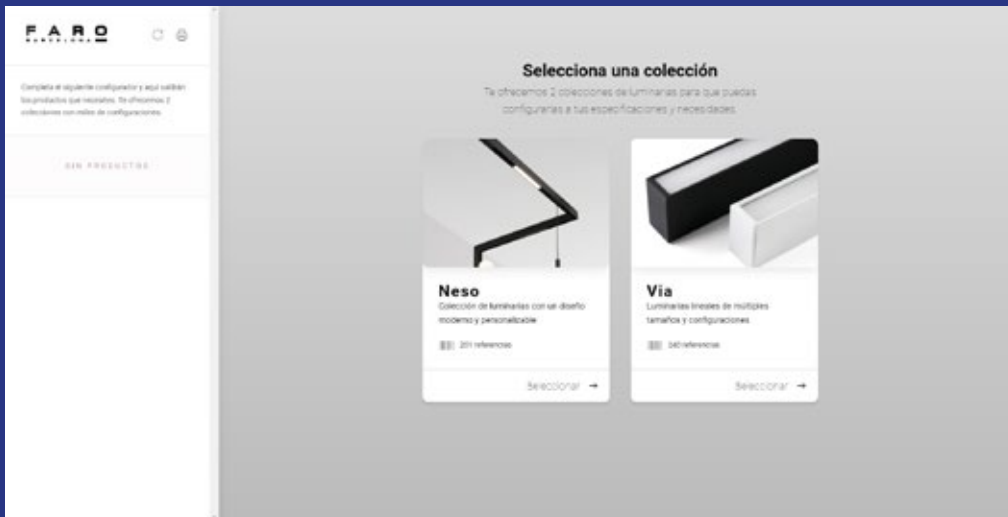 FARO
BARCELONA
Completa el siguiente configurador y aquí saldrán
los productos que necesites. Te ofrecemos 2
colecciones con miles de configuraciones.
SIN PRODUCTOS
Selecciona una colección
Te ofrecemos 2 colecciones de luminarias para que puedas
configurarlas a tus especificaciones y necesidades.
Neso
Colección de luminarias con un diseño
moderno y personalizable
201 referencias
Seleccionar →
Via
Luminarias lineales de múltiples
tamaños y configuraciones
340 referencias
Seleccionar →